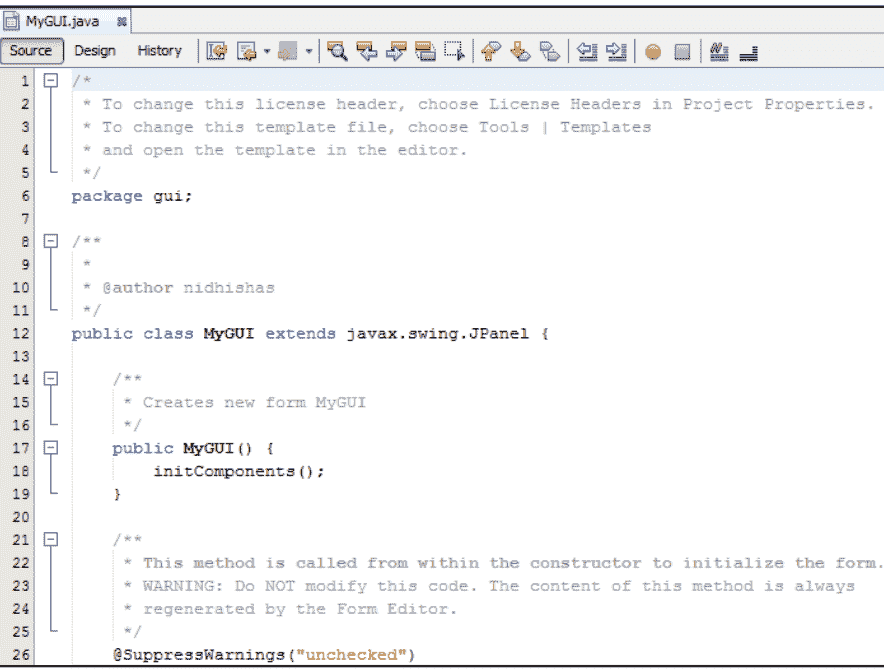 MyGUI.java
Source Design History
1 /*
2 * To change this license header, choose License Headers in Project Properties.
3 * To change this template file, choose Tools | Templates
4 * and open the template in the editor.
5 */
6 package gui;
7
8 /**
9 *
10 * @author nidhishas
11 */
12 public class MyGUI extends javax.swing.JPanel {
13
14 /**
15 * Creates new form MyGUI
16 */
17 public MyGUI() {
18 initComponents();
19 }
20
21 /**
22 * This method is called from within the constructor to initialize the form.
23 * WARNING: Do NOT modify this code. The content of this method is always
24 * regenerated by the Form Editor.
25 */
26 @SuppressWarnings("unchecked")